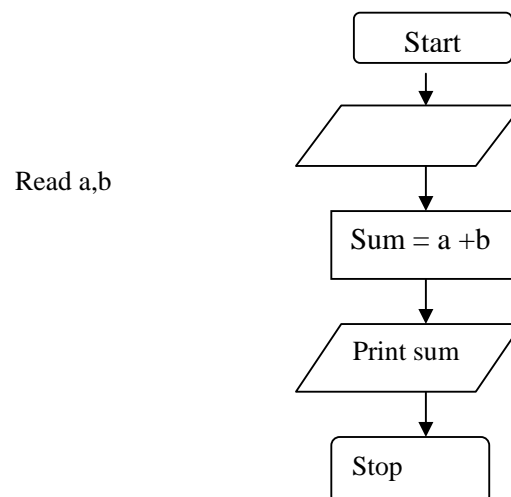 Start
Read a,b
Sum = a +b
Print sum
Stop